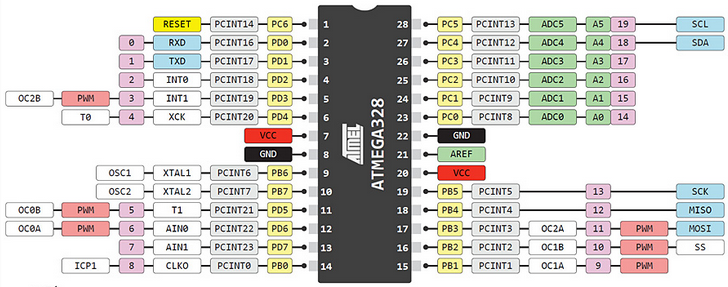 RESET PCINT14 PC6 1 28 PC5 PCINT13 ADC5 A5 19 SCL
0 RXD PCINT16 PD0 2 27 PC4 PCINT12 ADC4 A4 18 SDA
1 TXD PCINT17 PD1 3 26 PC3 PCINT11 ADC3 A3 17
2 INT0 PCINT18 PD2 4 25 PC2 PCINT10 ADC2 A2 16
OC2B PWM 3 INT1 PCINT19 PD3 5 24 PC1 PCINT9 ADC1 A1 15
T0 4 XCK PCINT20 PD4 6 23 PC0 PCINT8 ADC0 A0 14
VCC 7 22 GND
GND 8 21 AREF
OSC1 XTAL1 PCINT6 PB6 9 20 VCC
OSC2 XTAL2 PCINT7 PB7 10 19 PB5 PCINT5 13 SCK
OC0B PWM 5 T1 PCINT21 PD5 11 18 PB4 PCINT4 12 MISO
OC0A PWM 6 AIN0 PCINT22 PD6 12 17 PB3 PCINT3 OC2A 11 PWM MOSI
7 AIN1 PCINT23 PD7 13 16 PB2 PCINT2 OC1B 10 PWM SS
ICP1 8 CLKO PCINT0 PB0 14 15 PB1 PCINT1 OC1A 9 PWM
ATMEL
ATMEGA328